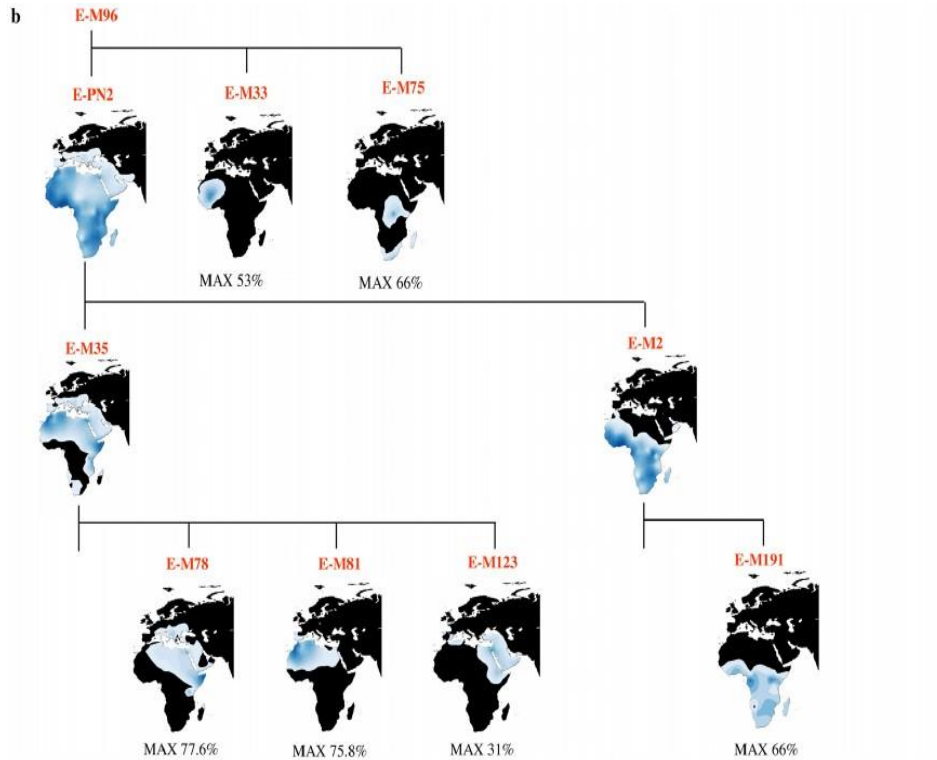 b
E-M96
E-PN2
E-M33
E-M75
MAX 53%
MAX 66%
E-M35
E-M2
E-M78
E-M81
E-M123
E-M191
MAX 77.6%
MAX 75.8%
MAX 31%
MAX 66%